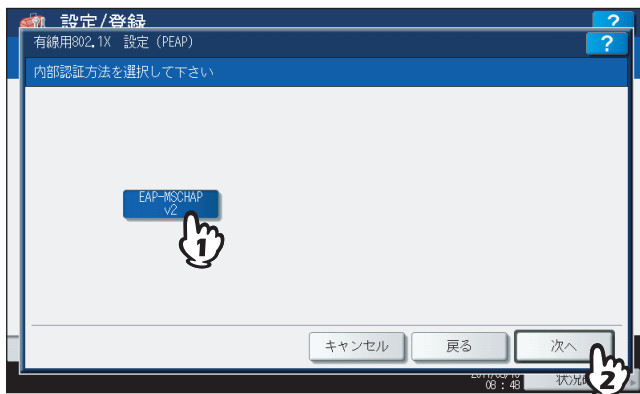 設定/登録
?
有線用802.1X 設定 (PEAP)
?
内部認証方法を選択して下さい
EAP-MSCHAP
v2
1
キャンセル
戻る
次へ
2
08:48